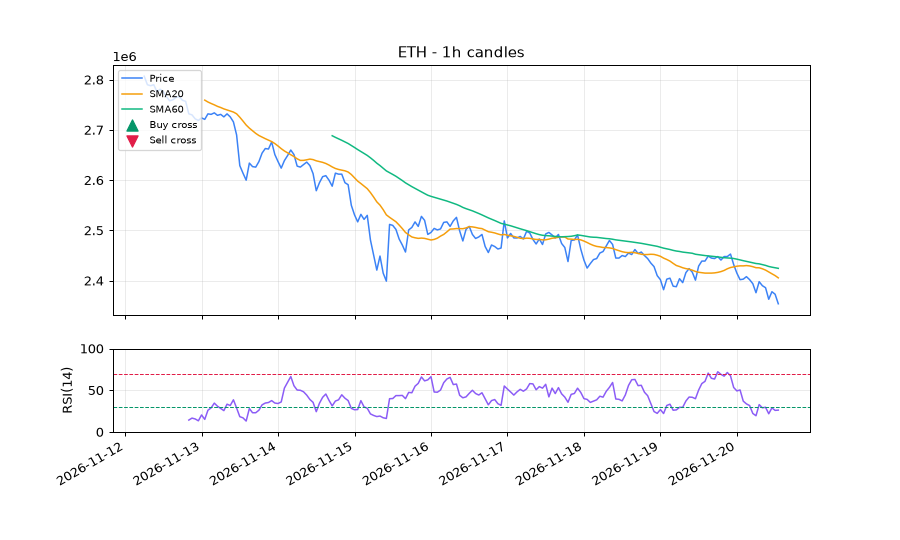 ETH - 1h candles
1e6
2.8
2.7
2.6
2.5
2.4
Price
SMA20
SMA60
Buy cross
Sell cross
100
50
0
RSI(14)
2026-11-12
2026-11-13
2026-11-14
2026-11-15
2026-11-16
2026-11-17
2026-11-18
2026-11-19
2026-11-20